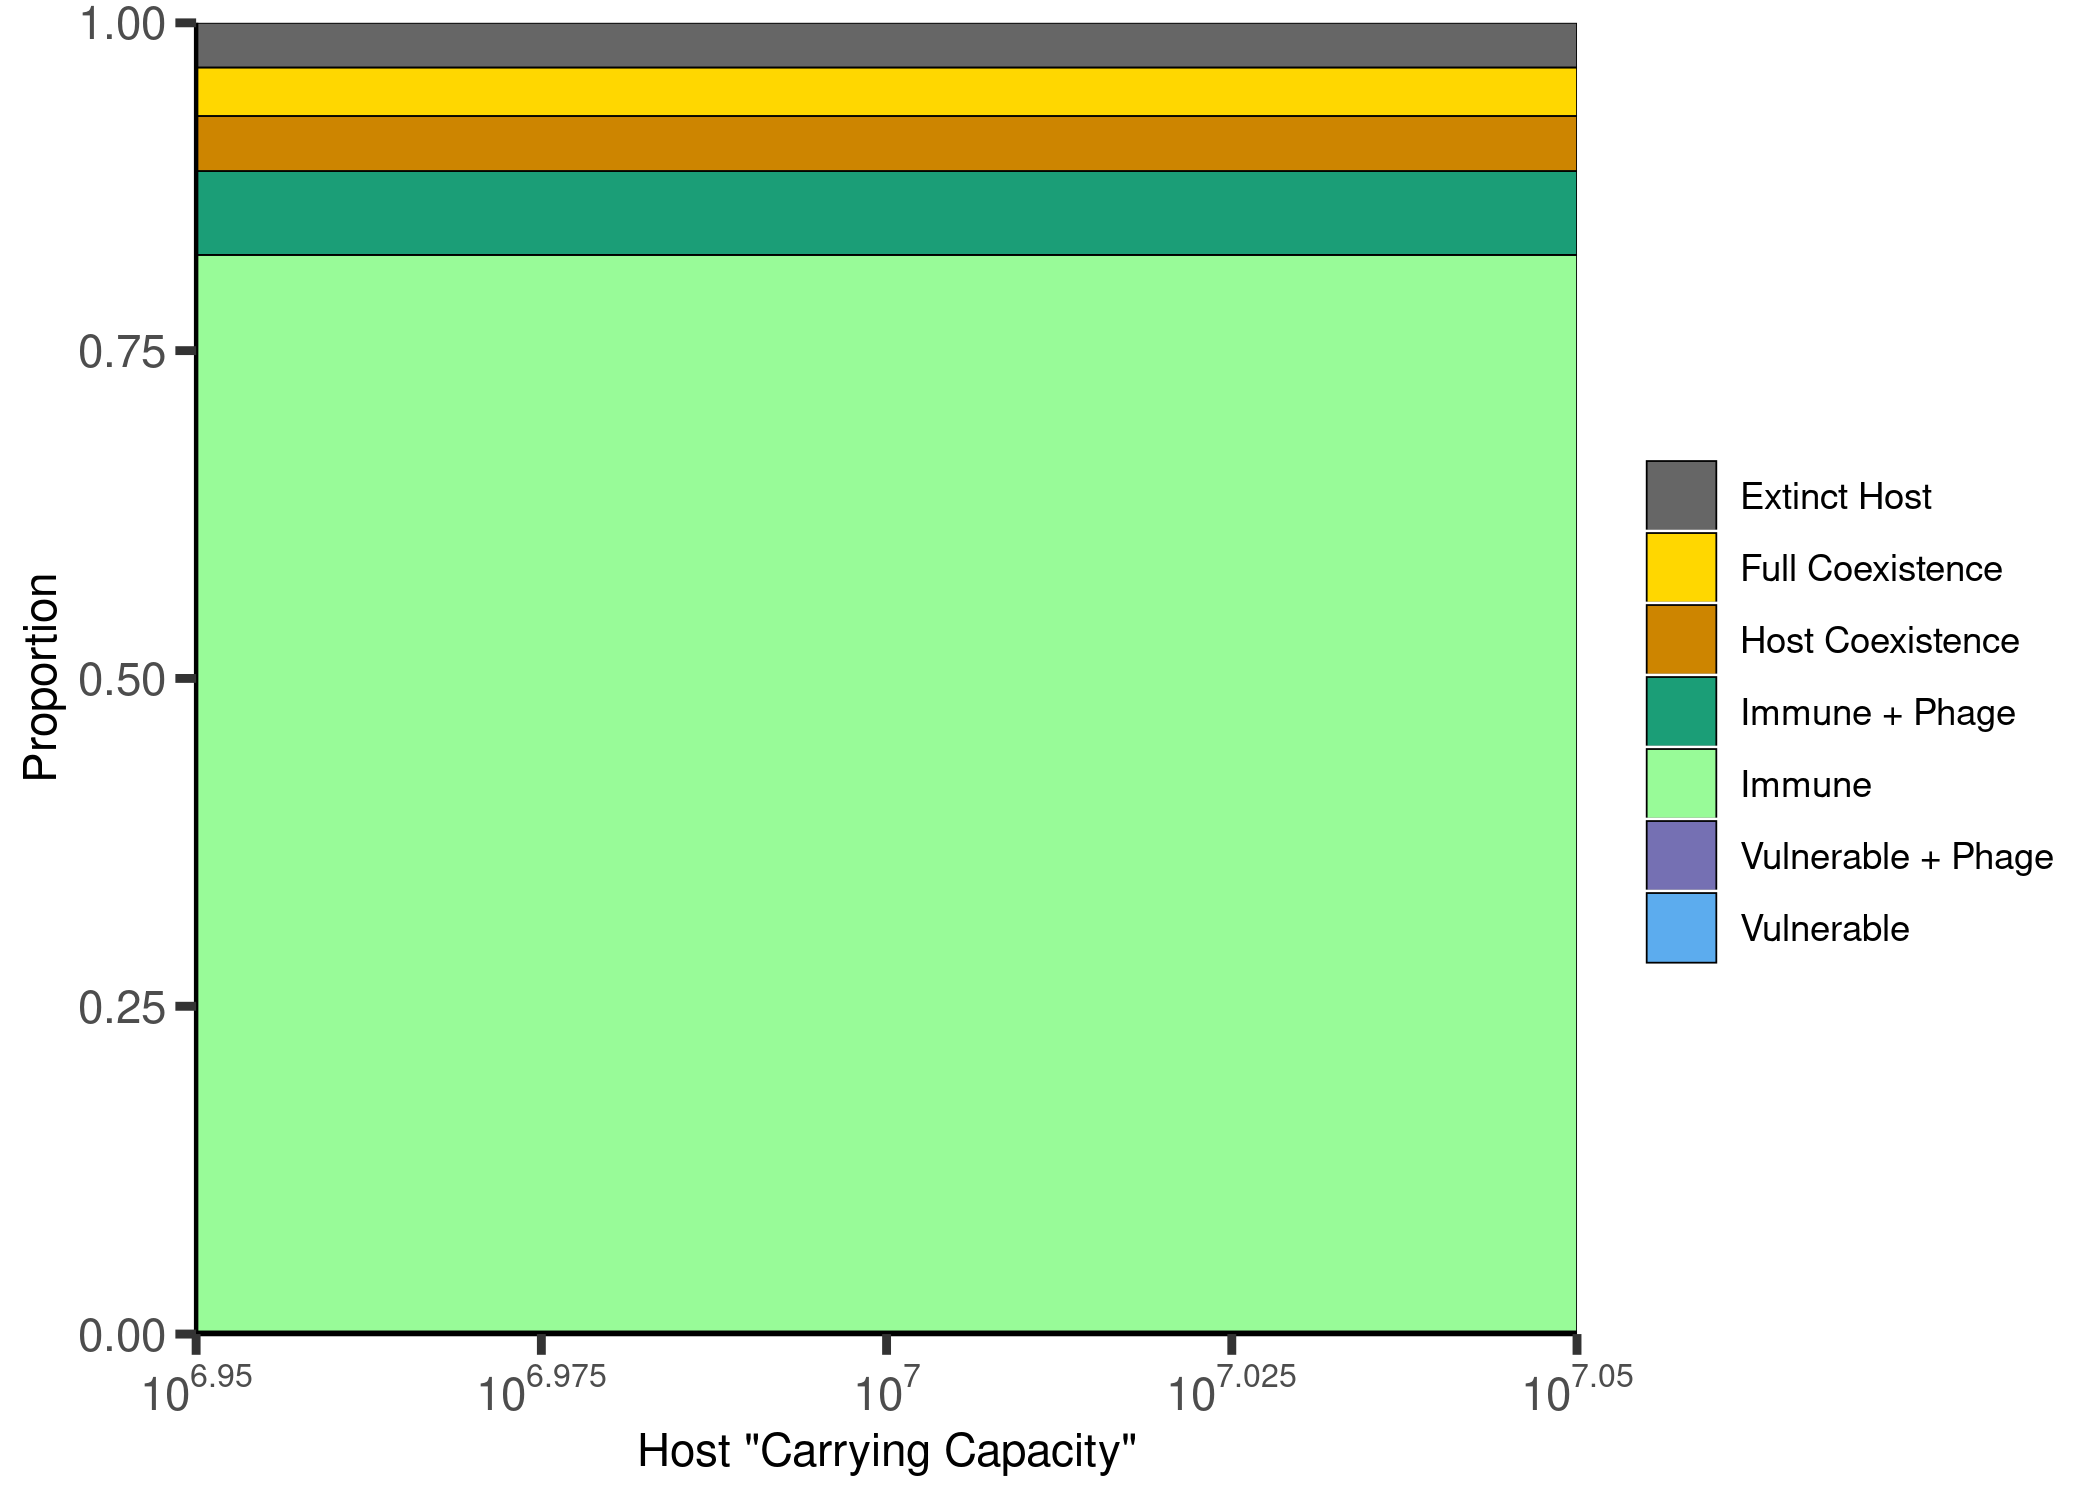 1.00
0.75
0.50
0.25
0.00
Proportion
10^6.95
10^6.975
10^7
10^7.025
10^7.05
Host "Carrying Capacity"
Extinct Host
Full Coexistence
Host Coexistence
Immune + Phage
Immune
Vulnerable + Phage
Vulnerable